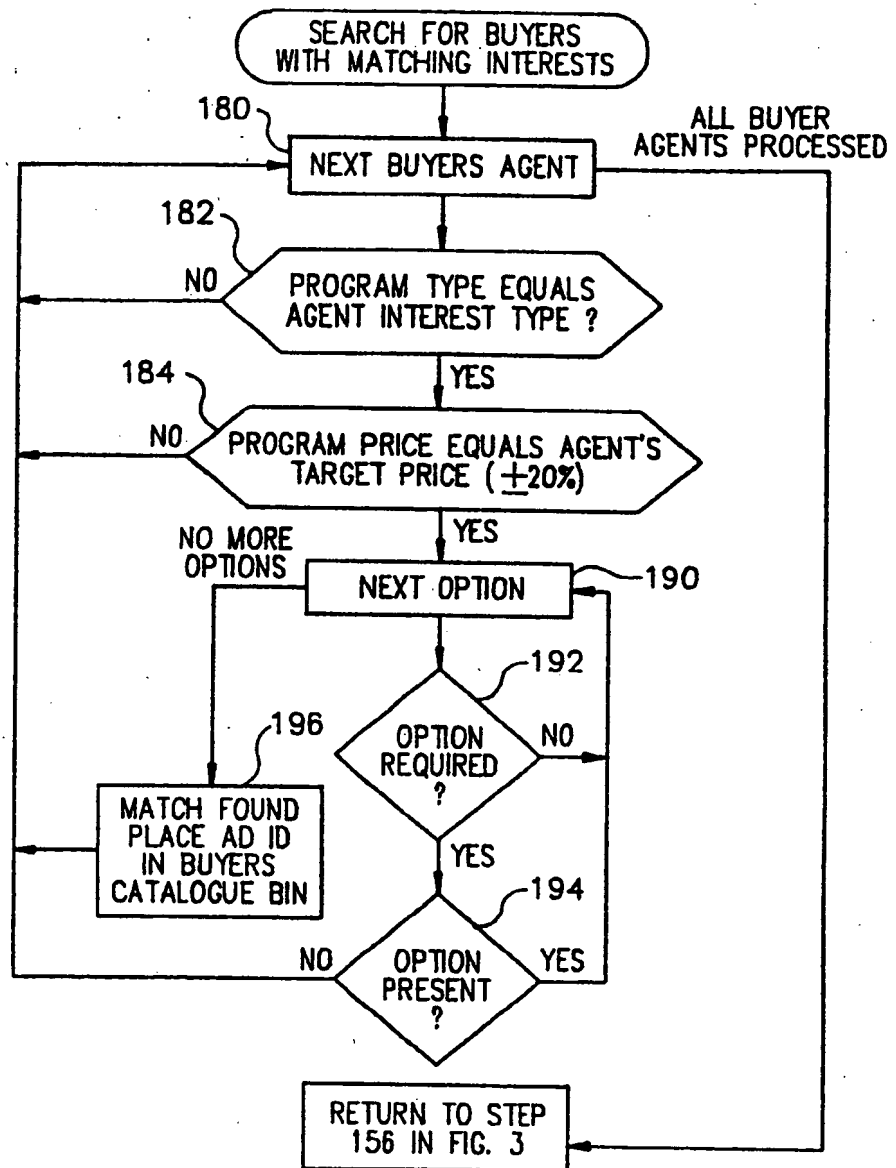 SEARCH FOR BUYERS
WITH MATCHING INTERESTS
180
ALL BUYER
AGENTS PROCESSED
NEXT BUYERS AGENT
182
NO
PROGRAM TYPE EQUALS
AGENT INTEREST TYPE ?
YES
184
NO
PROGRAM PRICE EQUALS AGENT'S
TARGET PRICE (±20%)
YES
NO MORE
OPTIONS
NEXT OPTION
190
192
OPTION
REQUIRED
?
NO
196
MATCH FOUND
PLACE AD ID
IN BUYERS
CATALOGUE BIN
YES
194
NO
OPTION
PRESENT
?
YES
RETURN TO STEP
156 IN FIG. 3